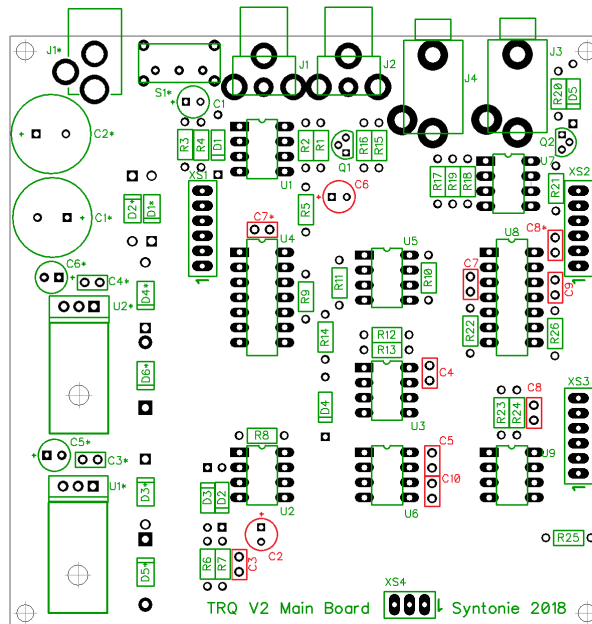 J1*
S1*
J1
J2
J4
J3
C1
R20
D5
C2*
R3
R4
D1
R2
R1
Q1
R16
R15
Q2
U7
U1
XS1
C6
R17
R19
R18
R21
XS2
D2*
D1*
R5
C1*
C7*
U4
U5
U8
C8*
C6*
C4*
R11
R10
C7
C9
U2*
D4*
R9
R14
R12
R13
R22
R26
D6*
C4
D4
U3
XS3
R23
R24
C8
C5*
C3*
R8
C5
C10
U9
U1*
D3*
D3
D2
U2
U6
C2
R6
R7
C3
R25
D5*
XS4
1
TRQ V2 Main Board
Syntonie 2018